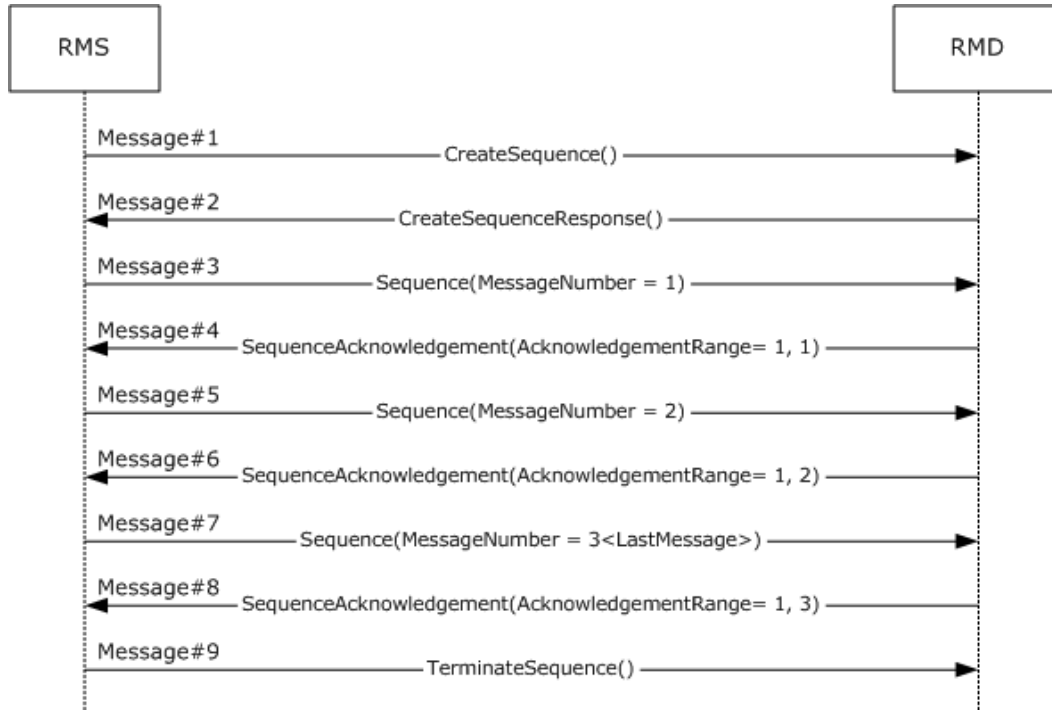 RMS
RMD
Message#1
CreateSequence()
Message#2
CreateSequenceResponse()
Message#3
Sequence(MessageNumber = 1)
Message#4
SequenceAcknowledgement(AcknowledgementRange= 1, 1)
Message#5
Sequence(MessageNumber = 2)
Message#6
SequenceAcknowledgement(AcknowledgementRange= 1, 2)
Message#7
Sequence(MessageNumber = 3<LastMessage>)
Message#8
SequenceAcknowledgement(AcknowledgementRange= 1, 3)
Message#9
TerminateSequence()